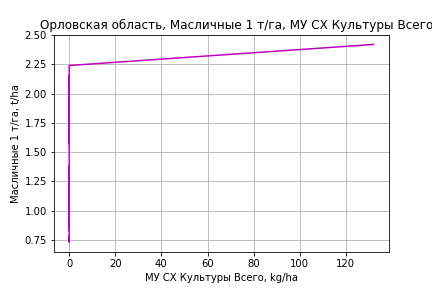 Орловская область, Масличные 1 т/га, МУ СХ Культуры Всего
2.50
2.25
2.00
1.75
1.50
1.25
1.00
0.75
Масличные 1 т/га, t/ha
0 20 40 60 80 100 120
МУ СХ Культуры Всего, kg/ha